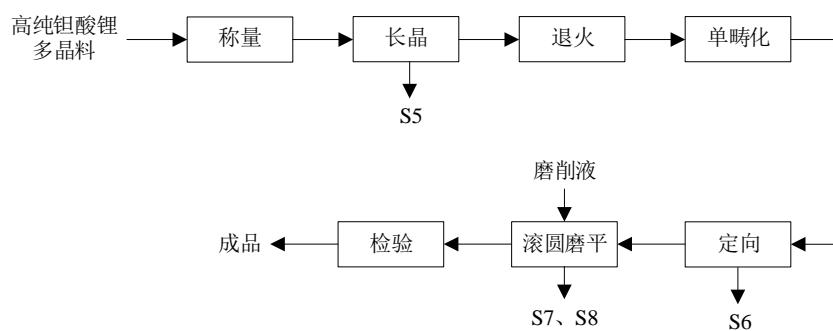 高纯钽酸锂
多晶料
称量
长晶
退火
单畴化
S5
磨削液
成品
检验
滚圆磨平
定向
S7、S8
S6